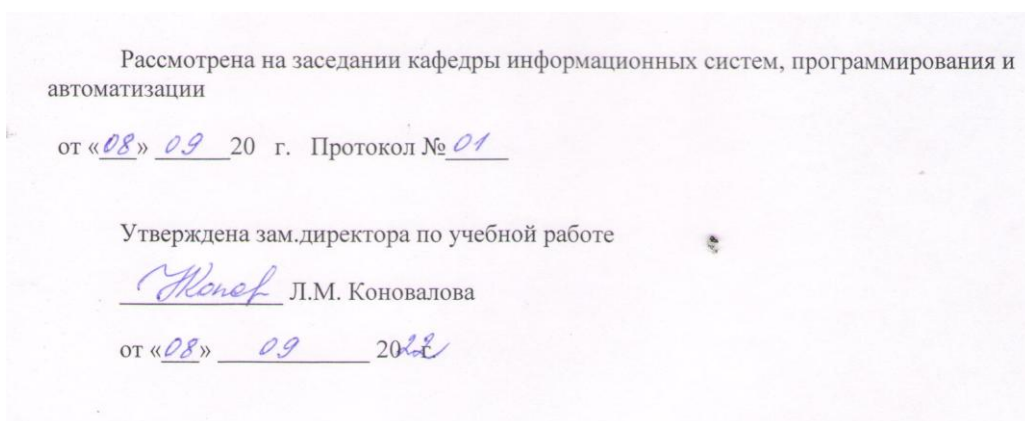 Рассмотрена на заседании кафедры информационных систем, программирования и
автоматизации
от «08» 09 20 г. Протокол № 01
Утверждена зам.директора по учебной работе
Л.М. Коновалова
от «08» 09 2022 г.